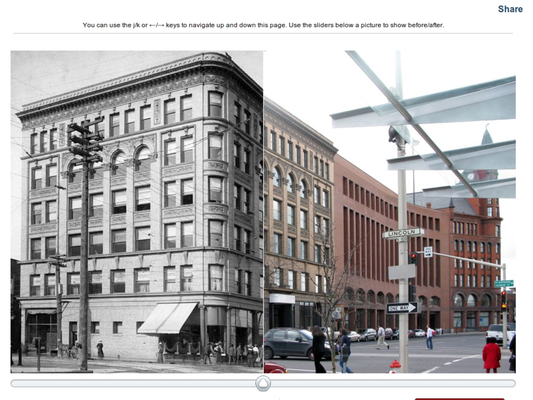 Share
You can use the j/k or ←/→ keys to navigate up and down this page. Use the sliders below a picture to show before/after.
LINCOLN
ONE WAY